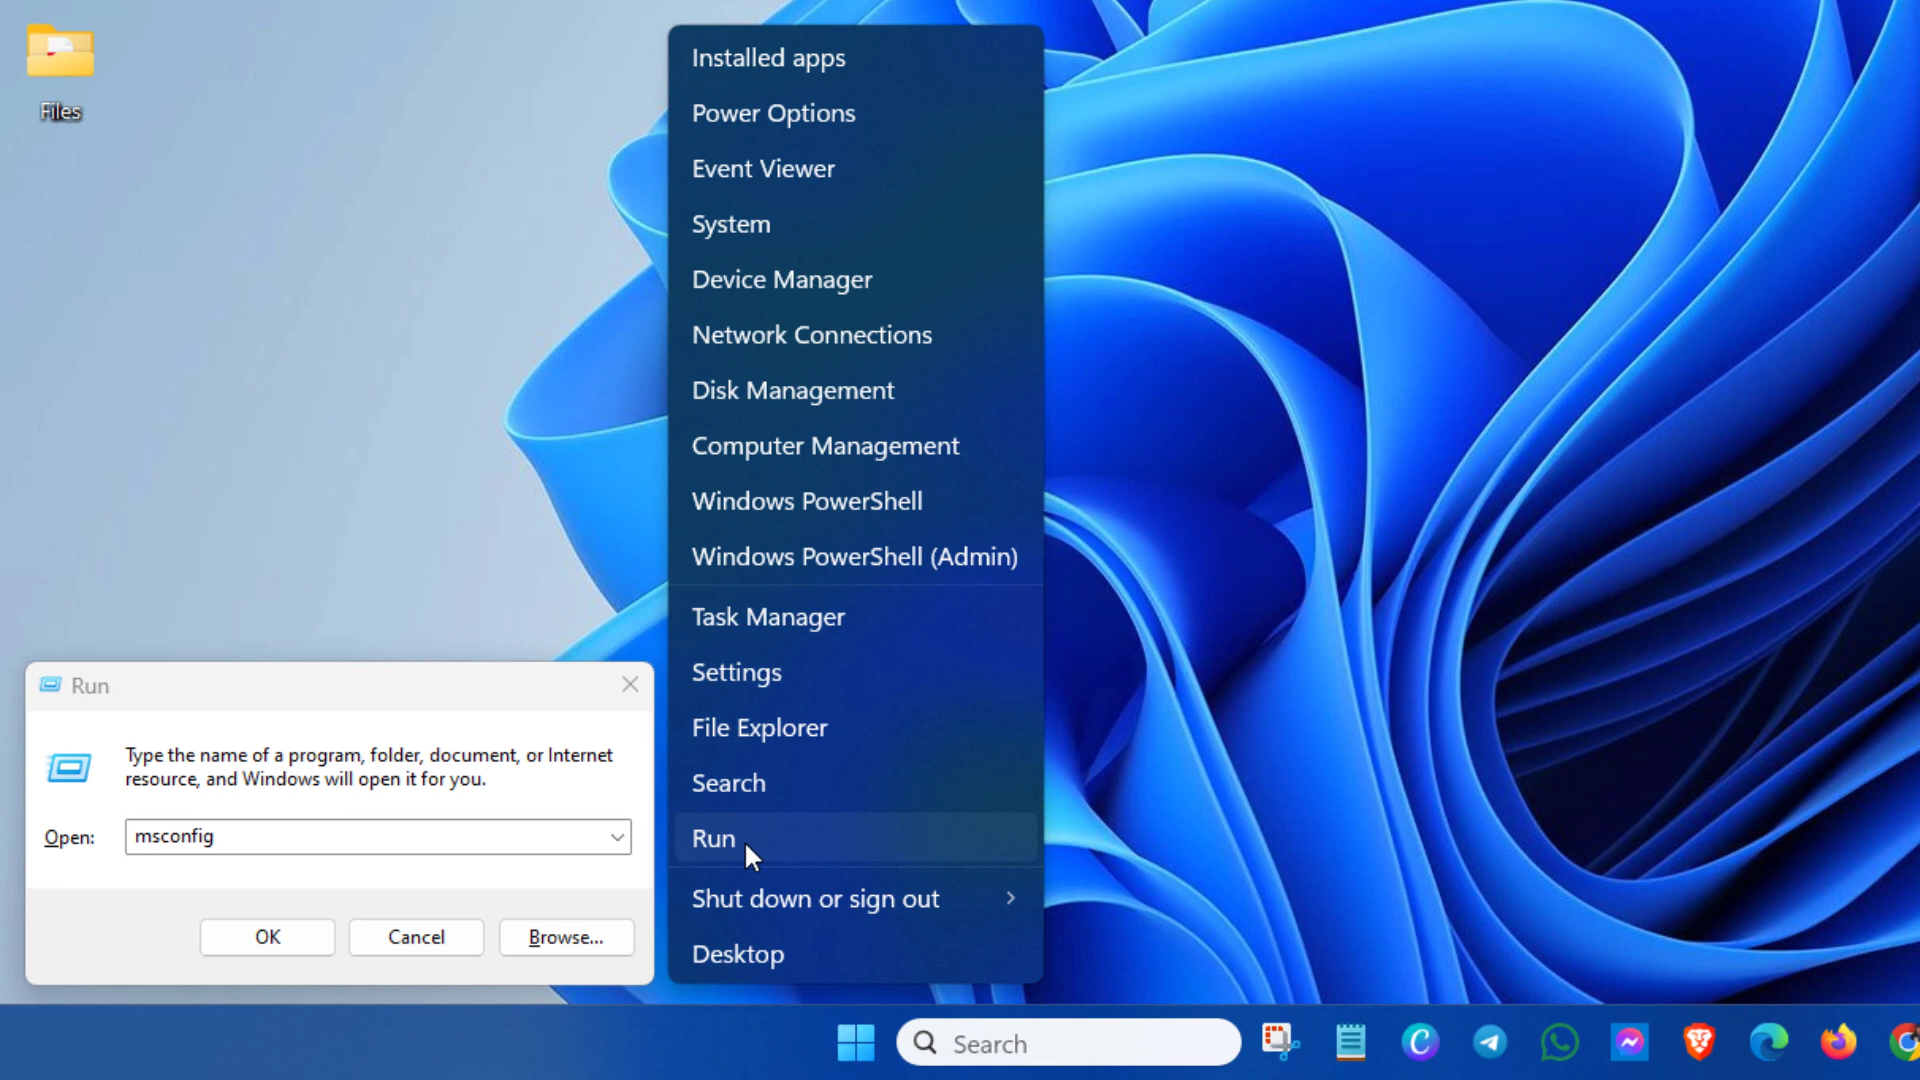 Files
Installed apps
Power Options
Event Viewer
System
Device Manager
Network Connections
Disk Management
Computer Management
Windows PowerShell
Windows PowerShell (Admin)
Task Manager
Settings
File Explorer
Search
Run
Shut down or sign out
Desktop
Run
Type the name of a program, folder, document, or Internet
resource, and Windows will open it for you.
Open: msconfig
OK Cancel Browse...
Search